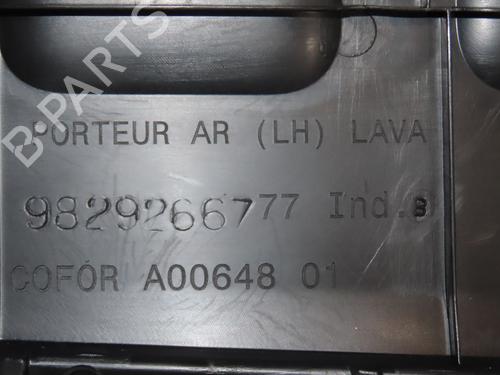 PORTEUR AR (LH) LAVA
9829266777 Ind.B
COFOR A00648 01
B-PARTS